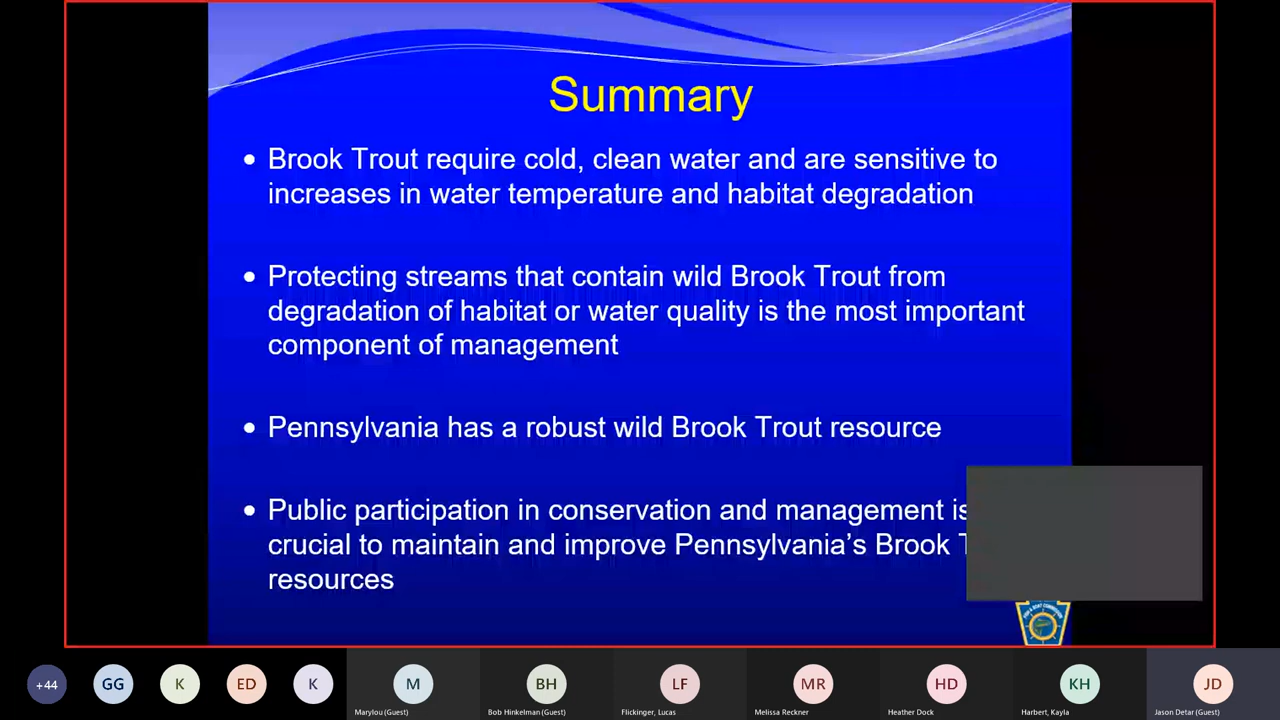 Summary
• Brook Trout require cold, clean water and are sensitive to
increases in water temperature and habitat degradation
• Protecting streams that contain wild Brook Trout from
degradation of habitat or water quality is the most important
component of management
• Pennsylvania has a robust wild Brook Trout resource
• Public participation in conservation and management is
crucial to maintain and improve Pennsylvania's Brook
resources
+44
GG
K
ED
K
M
BH
LF
MR
HD
KH
JD
Marylou (Guest)
Bob Hinkelman (Guest)
Flickinger, Lucas
Melissa Reckner
Heather Dock
Harbert, Kayla
Jason Detar (Guest)